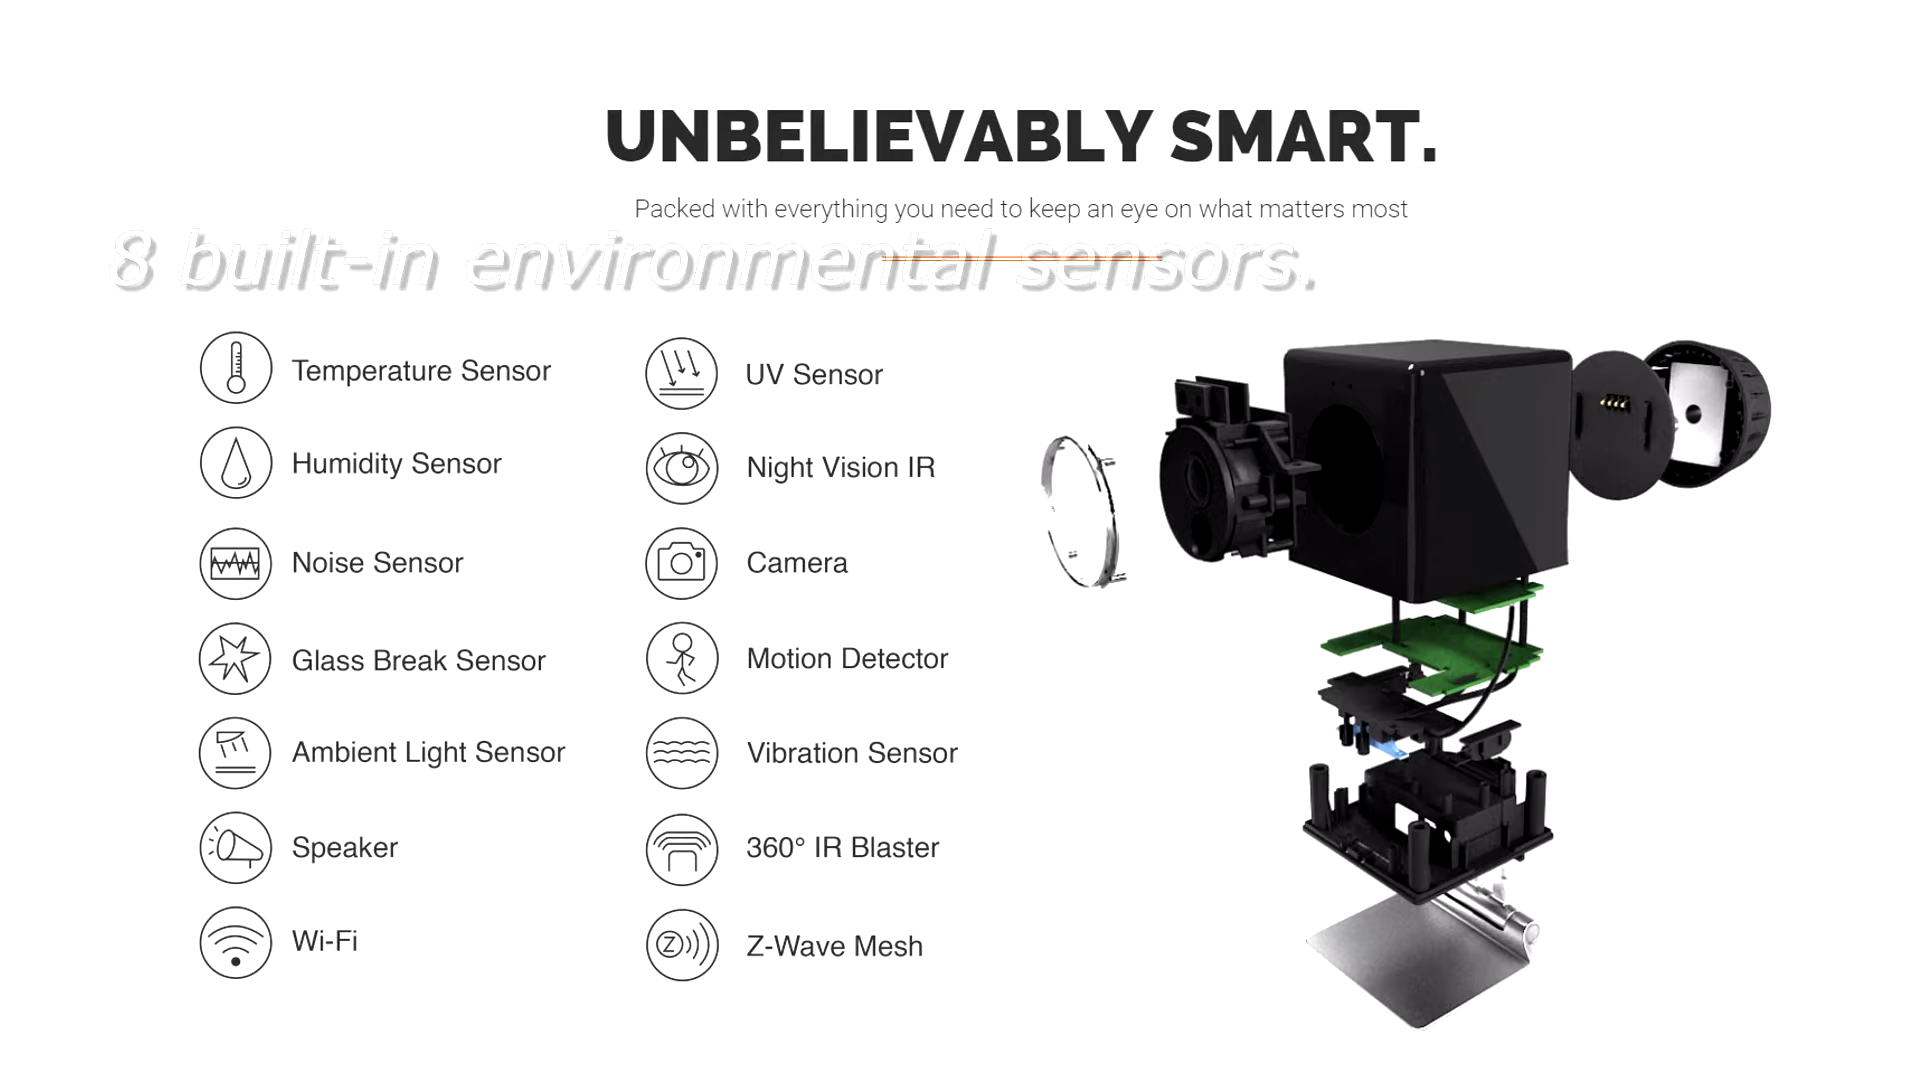 UNBELIEVABLY SMART.
Packed with everything you need to keep an eye on what matters most
8 built-in environmental sensors.
Temperature Sensor
UV Sensor
Humidity Sensor
Night Vision IR
Noise Sensor
Camera
Glass Break Sensor
Motion Detector
Ambient Light Sensor
Vibration Sensor
Speaker
360° IR Blaster
Wi-Fi
Z
Z-Wave Mesh